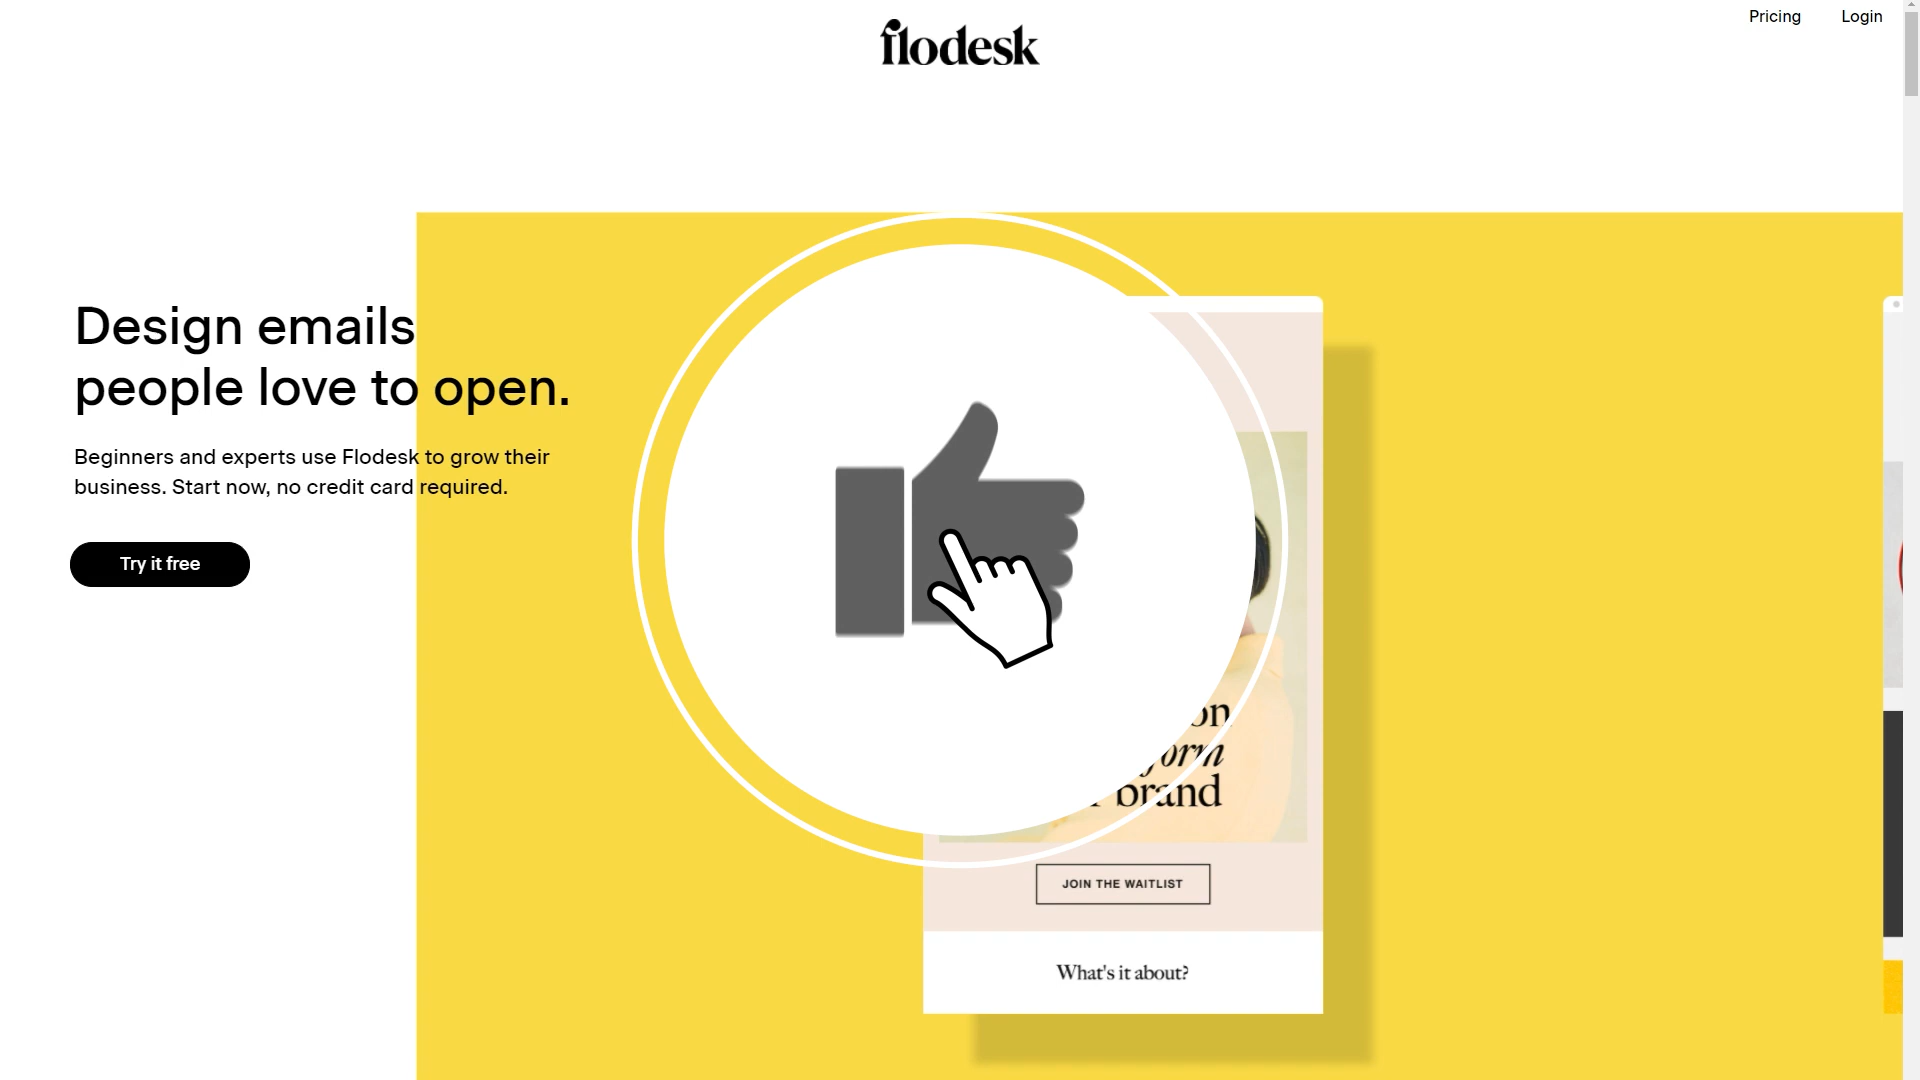 flodesk
Pricing
Login
Design emails
people love to open.
Beginners and experts use Flodesk to grow their
business. Start now, no credit card required.
Try it free
form
brand
JOIN THE WAITLIST
What's it about?